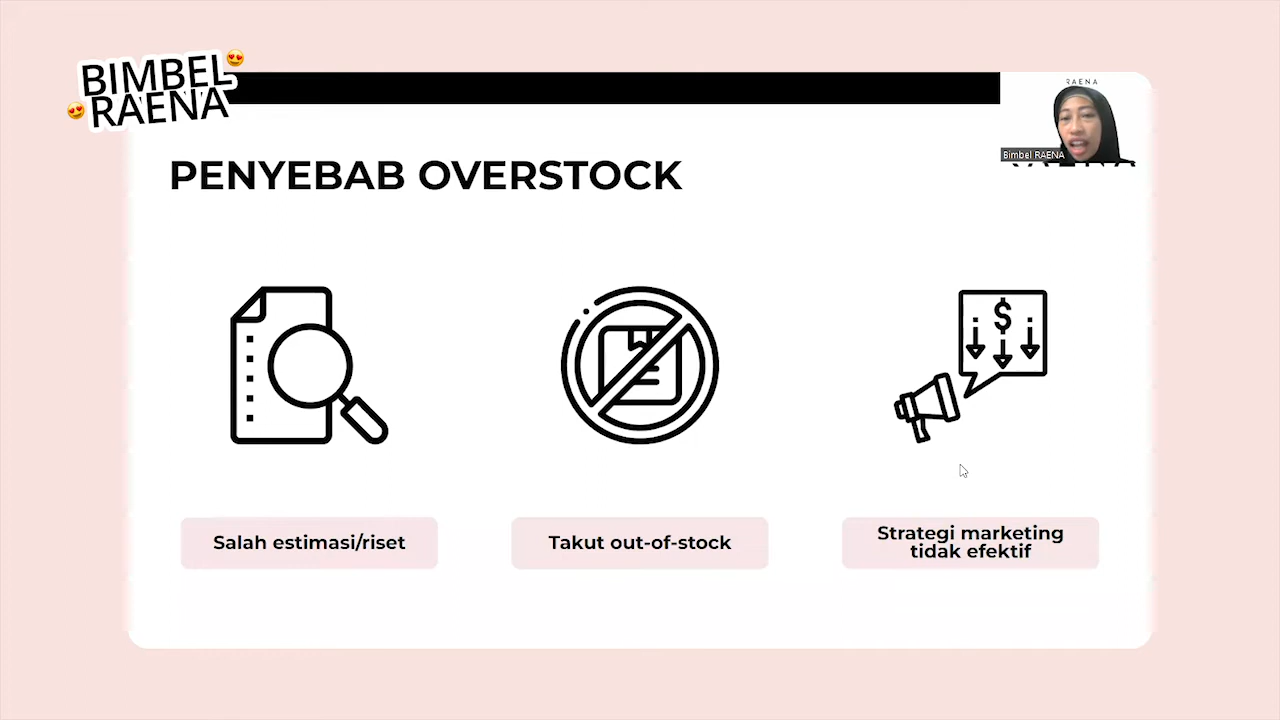 BIMBEL
RAENA
RAENA
Bimbel RAENA
PENYEBAB OVERSTOCK
$
Salah estimasi/riset
Takut out-of-stock
Strategi marketing
tidak efektif